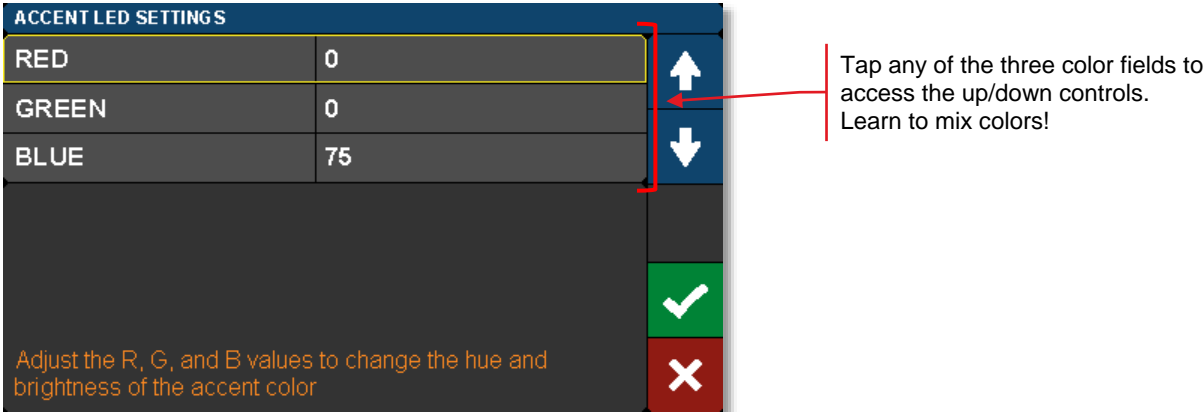 ACCENT LED SETTINGS
RED 0
GREEN 0
BLUE 75
Adjust the R, G, and B values to change the hue and
brightness of the accent color
Tap any of the three color fields to
access the up/down controls.
Learn to mix colors!